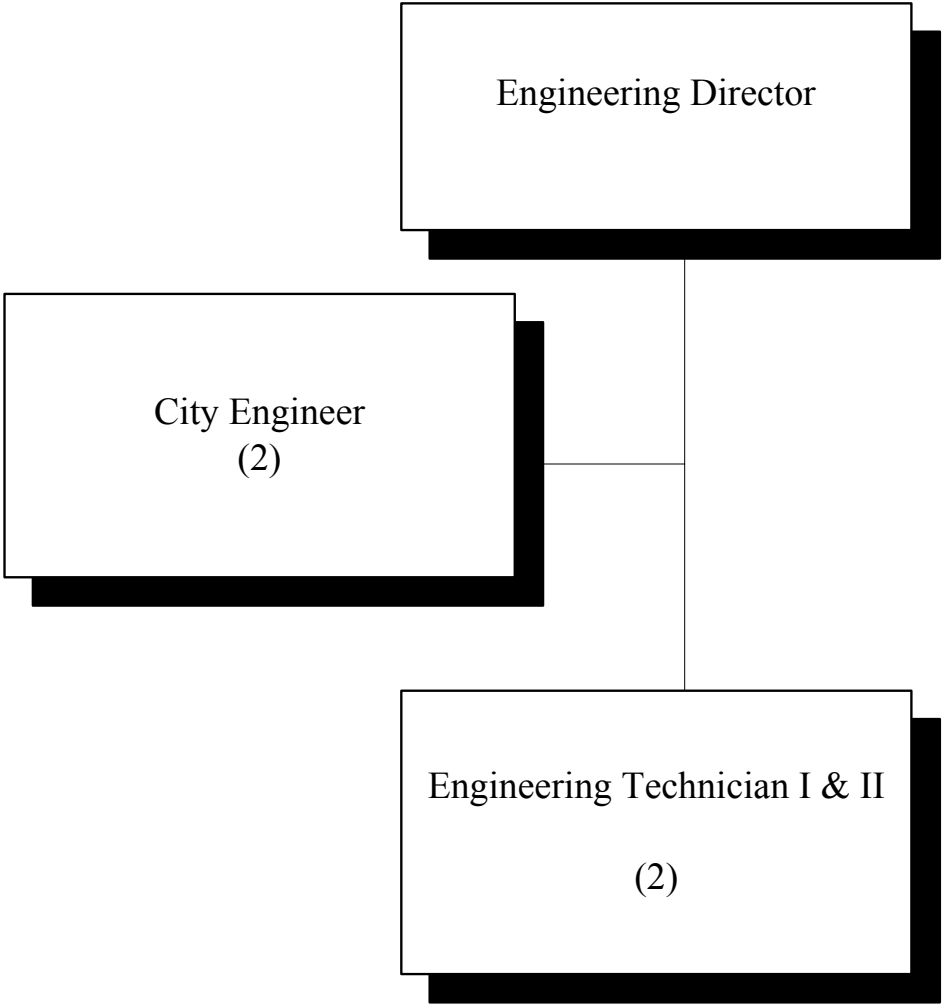 Engineering Director
City Engineer
(2)
Engineering Technician I & II
(2)